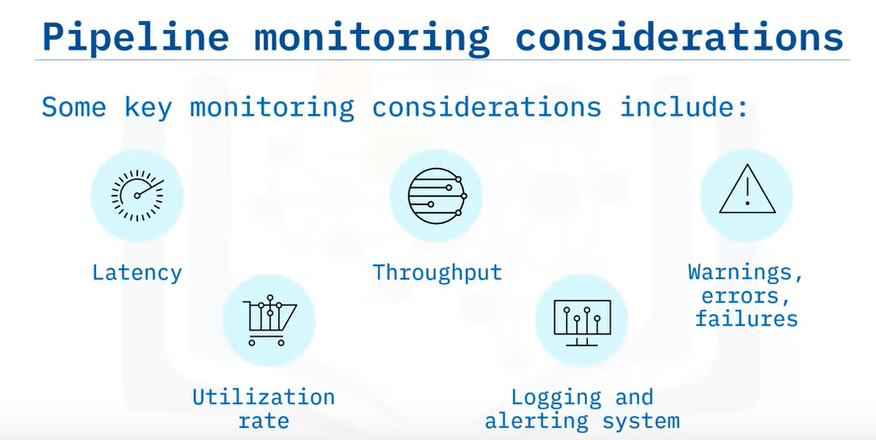 Pipeline monitoring considerations
Some key monitoring considerations include:
Latency
Throughput
Warnings,
errors,
failures
Utilization
rate
Logging and
alerting system